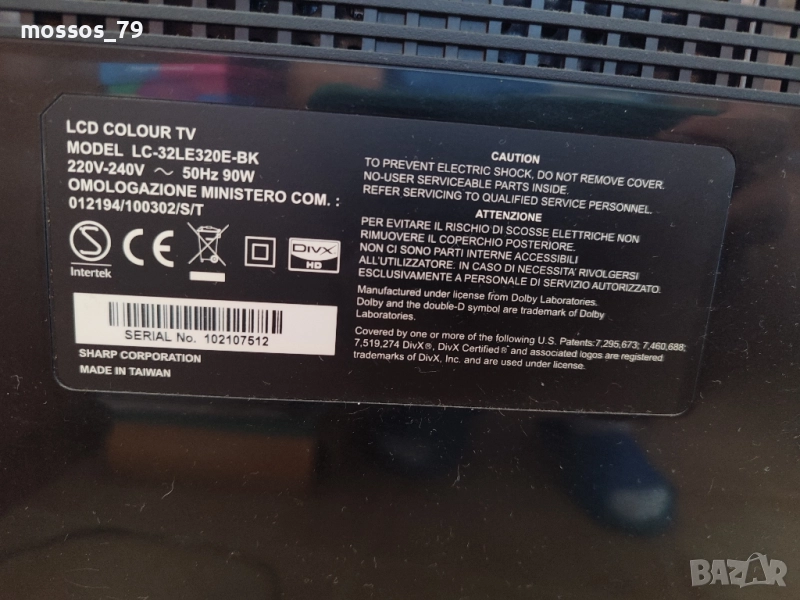 mossos_79
LCD COLOUR TV
MODEL LC-32LE320E-BK
220V-240V ~ 50Hz 90W
OMOLOGAZIONE MINISTERO COM. :
012194/100302/S/T
S
Intertek
CE
DIVX
HD
SERIAL No. 102107512
SHARP CORPORATION
MADE IN TAIWAN
CAUTION
TO PREVENT ELECTRIC SHOCK, DO NOT REMOVE COVER.
NO-USER SERVICEABLE PARTS INSIDE.
REFER SERVICING TO QUALIFIED SERVICE PERSONNEL.
ATTENZIONE
PER EVITARE IL RISCHIO DI SCOSSE ELETTRICHE NON
RIMUOVERE IL COPERCHIO POSTERIORE.
NON CI SONO PARTI INTERNE ACCESSIBILI
ALL'UTILIZZATORE. IN CASO DI NECESSITA' RIVOLGERSI
ESCLUSIVAMENTE A PERSONALE DI SERVIZIO AUTORIZZATO.
Manufactured under license from Dolby Laboratories.
Dolby and the double-D symbol are trademark of Dolby
Laboratories.
Covered by one or more of the following U.S. Patents:7,295,673; 7,460,688;
7,519,274 DivX®, DivX Certified® and associated logos are registered
trademarks of DivX, Inc. and are used under license.
BAZAR